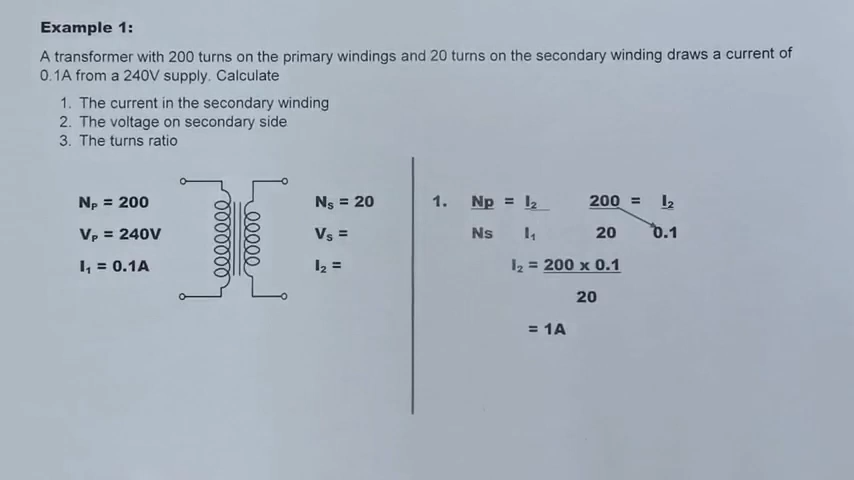 Example 1:
A transformer with 200 turns on the primary windings and 20 turns on the secondary winding draws a current of
0.1A from a 240V supply. Calculate
1. The current in the secondary winding
2. The voltage on secondary side
3. The turns ratio
Np = 200
Vp = 240V
I₁ = 0.1A
Ns = 20
Vs =
I₂ =
1. Np = I₂ 200 = I₂
Ns I₁ 20 0.1
I₂ = 200 x 0.1
20
= 1A